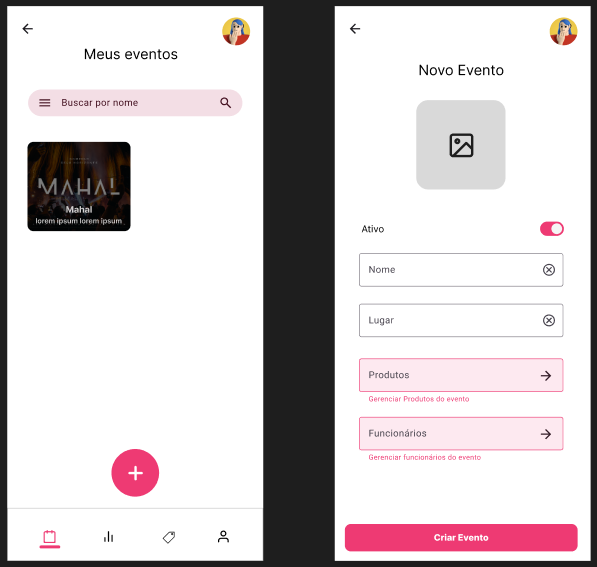 Meus eventos
Buscar por nome
MAHAL
Mahal
lorem ipsum lorem ipsum
Novo Evento
Ativo
Nome
Lugar
Produtos
Gerenciar Produtos do evento
Funcionários
Gerenciar funcionários do evento
Criar Evento